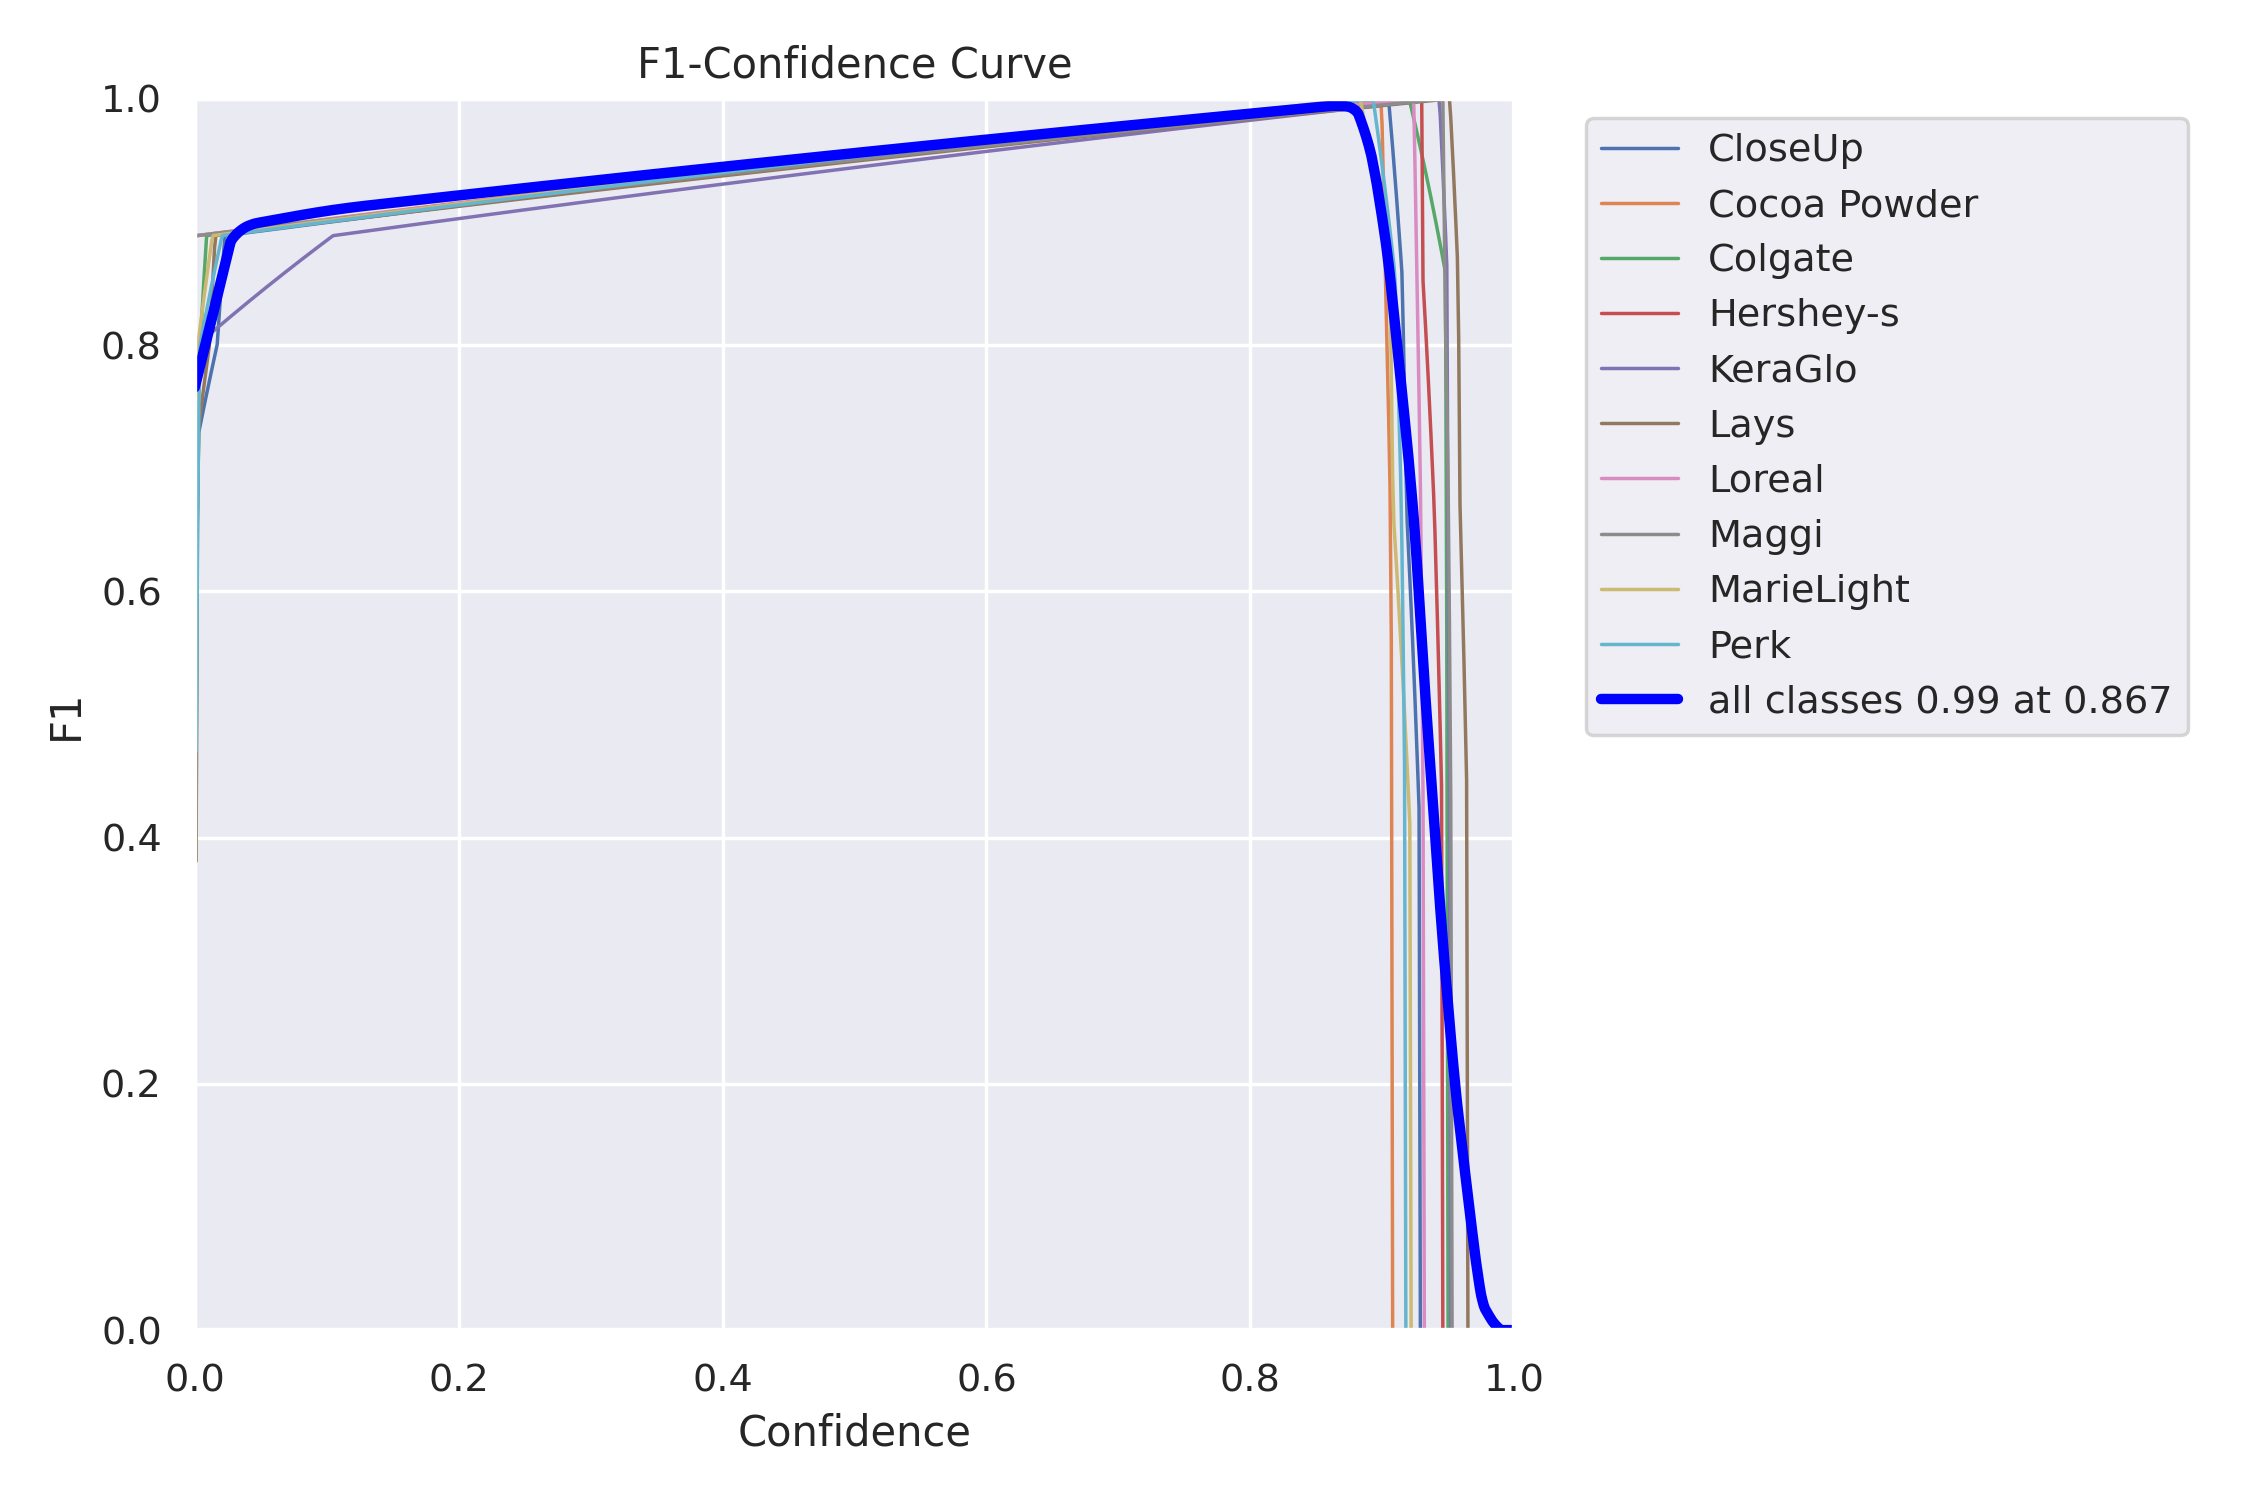 F1-Confidence Curve
1.0
0.8
0.6
0.4
0.2
0.0
F1
0.0 0.2 0.4 0.6 0.8 1.0
Confidence
CloseUp
Cocoa Powder
Colgate
Hershey-s
KeraGlo
Lays
Loreal
Maggi
MarieLight
Perk
all classes 0.99 at 0.867